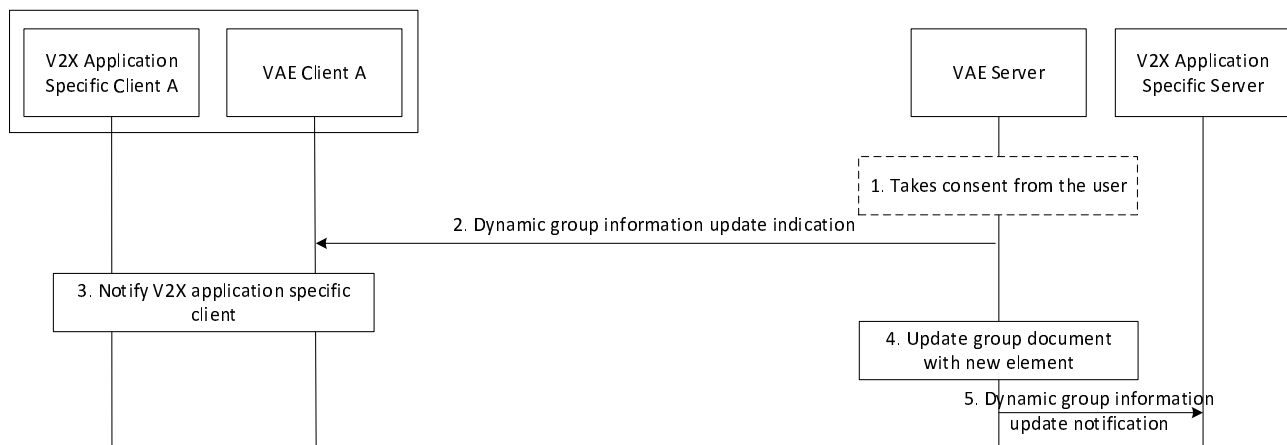 V2X Application
Specific Client A
VAE Client A
VAE Server
V2X Application
Specific Server
1. Takes consent from the user
2. Dynamic group information update indication
3. Notify V2X application specific
client
4. Update group document
with new element
5. Dynamic group information
update notification